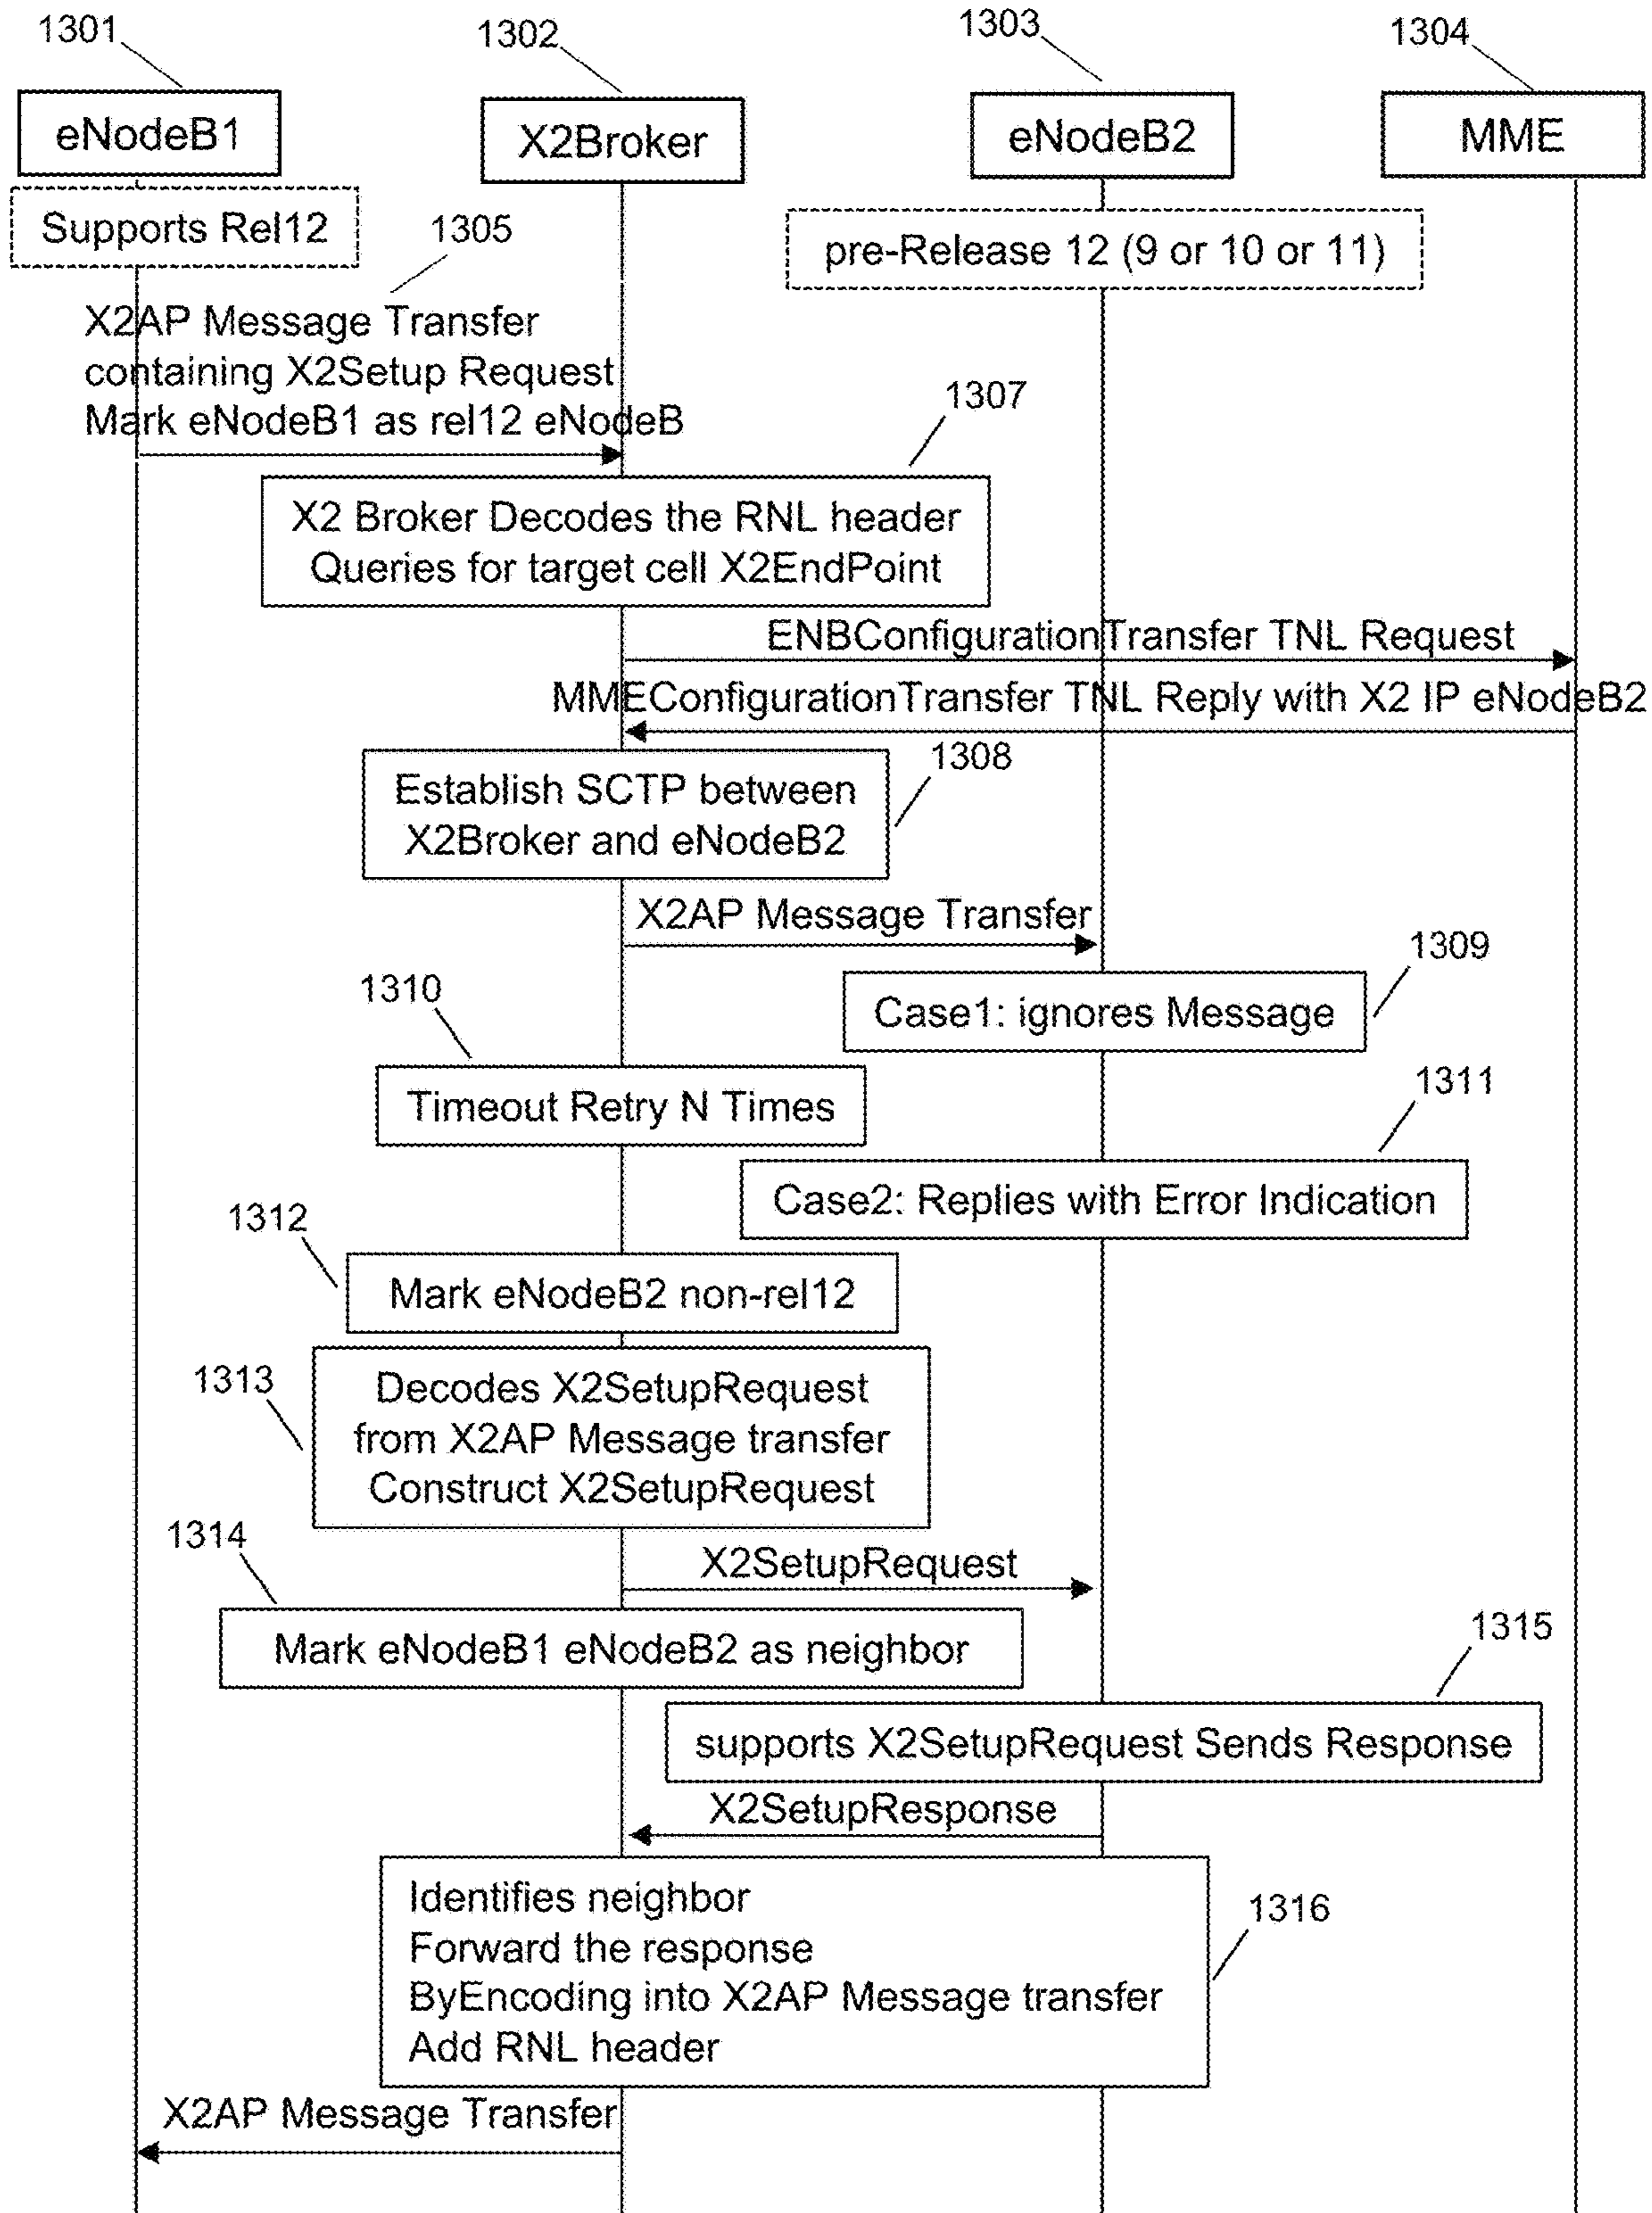 1301
1302
1303
1304
eNodeB1
X2Broker
eNodeB2
MME
Supports Rel12
1305
pre-Release 12 (9 or 10 or 11)
X2AP Message Transfer
containing X2Setup Request
Mark eNodeB1 as rel12 eNodeB
1307
X2 Broker Decodes the RNL header
Queries for target cell X2EndPoint
ENBConfigurationTransfer TNL Request
MMEConfigurationTransfer TNL Reply with X2 IP eNodeB2
1308
Establish SCTP between
X2Broker and eNodeB2
X2AP Message Transfer
1309
Case1: ignores Message
1310
Timeout Retry N Times
1311
Case2: Replies with Error Indication
1312
Mark eNodeB2 non-rel12
1313
Decodes X2SetupRequest
from X2AP Message transfer
Construct X2SetupRequest
1314
X2SetupRequest
Mark eNodeB1 eNodeB2 as neighbor
1315
supports X2SetupRequest Sends Response
X2SetupResponse
Identifies neighbor
Forward the response
ByEncoding into X2AP Message transfer
Add RNL header
1316
X2AP Message Transfer